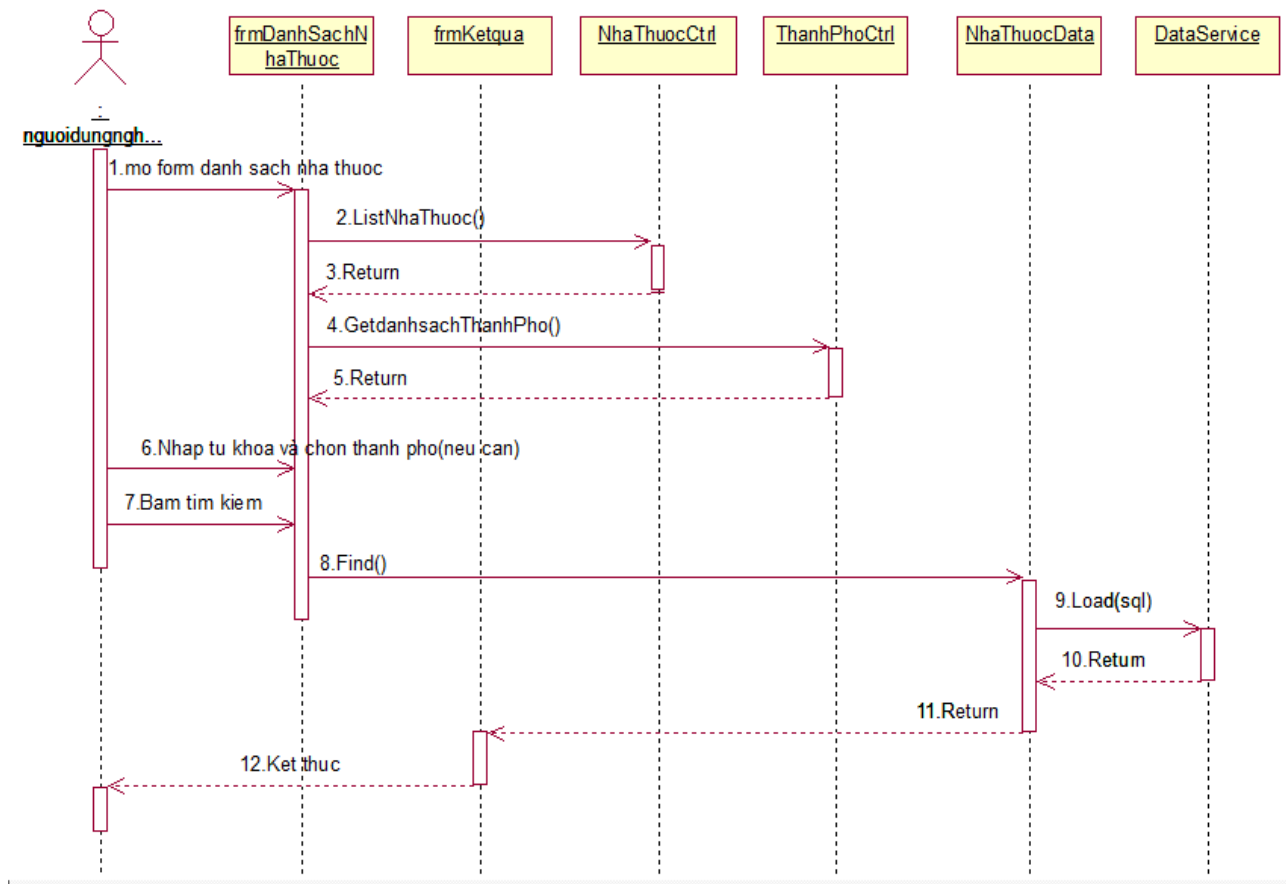 frmDanhSachN
haThuoc
frmKetqua
NhaThuocCtrl
ThanhPhoCtrl
NhaThuocData
DataService
:
nguoidungngh...
1.mo form danh sach nha thuoc
2.ListNhaThuoc()
3.Return
4.GetdanhsachThanhPho()
5.Return
6.Nhap tu khoa và chon thanh pho(neu can)
7.Bam tim kiem
8.Find()
9.Load(sql)
10.Return
11.Return
12.Ket thuc